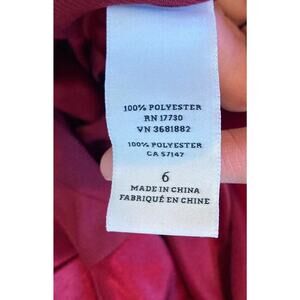 100% POLYESTER
RN 17730
VN 3681882
100% POLYESTER
CA 57147
6
MADE IN CHINA
FABRIQUÉ EN CHINE